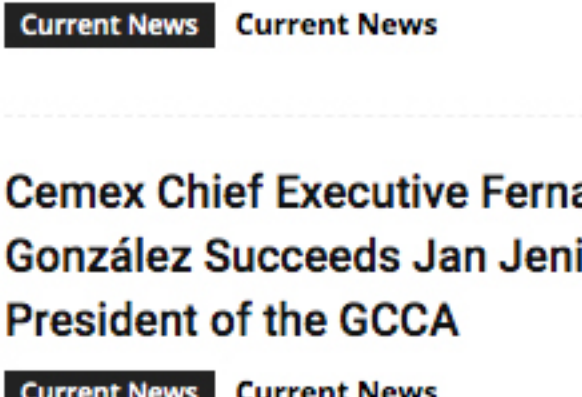 Current News Current News
Cemex Chief Executive Ferna
González Succeeds Jan Jeni
President of the GCCA
Current News Current News